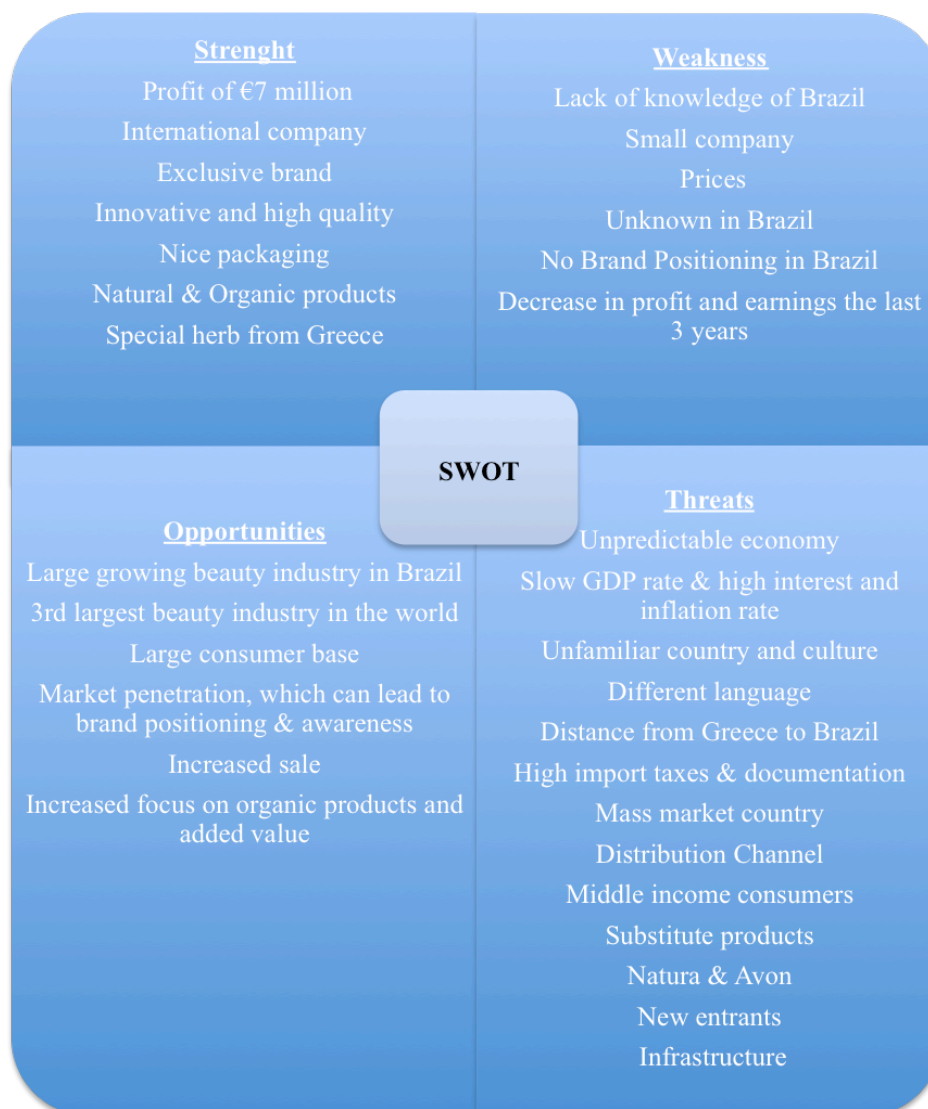 Strenght
Profit of €7 million
International company
Exclusive brand
Innovative and high quality
Nice packaging
Natural & Organic products
Special herb from Greece
Weakness
Lack of knowledge of Brazil
Small company
Prices
Unknown in Brazil
No Brand Positioning in Brazil
Decrease in profit and earnings the last
3 years
SWOT
Opportunities
Large growing beauty industry in Brazil
3rd largest beauty industry in the world
Large consumer base
Market penetration, which can lead to
brand positioning & awareness
Increased sale
Increased focus on organic products and
added value
Threats
Unpredictable economy
Slow GDP rate & high interest and
inflation rate
Unfamiliar country and culture
Different language
Distance from Greece to Brazil
High import taxes & documentation
Mass market country
Distribution Channel
Middle income consumers
Substitute products
Natura & Avon
New entrants
Infrastructure